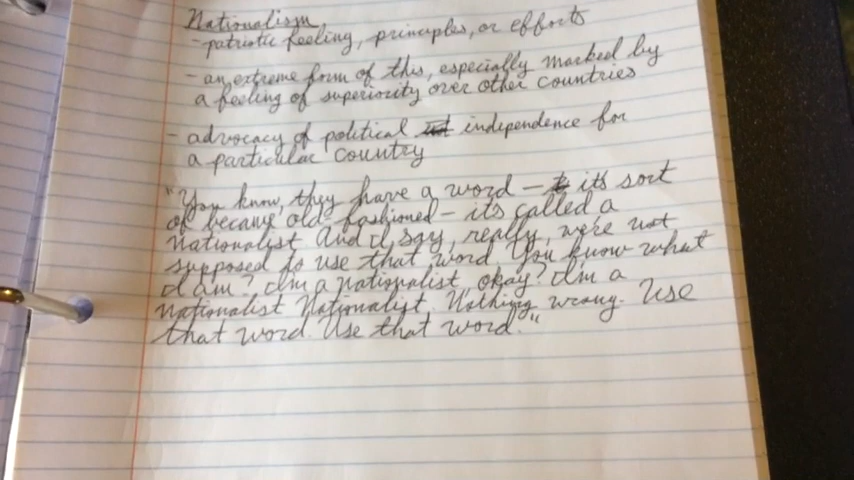 Nationalism
- patriotic feeling, principles, or efforts
- an extreme form of this, especially marked by
a feeling of superiority over other countries
- advocacy of political independence for
a particular country
"You know, they have a word – it's sort
of became old-fashioned – it's called a
nationalist. And I say, really, we're not
supposed to use that word. You know what
I am? I'm a nationalist, okay? I'm a
nationalist. Nationalist. Nothing wrong. Use
that word. Use that word."